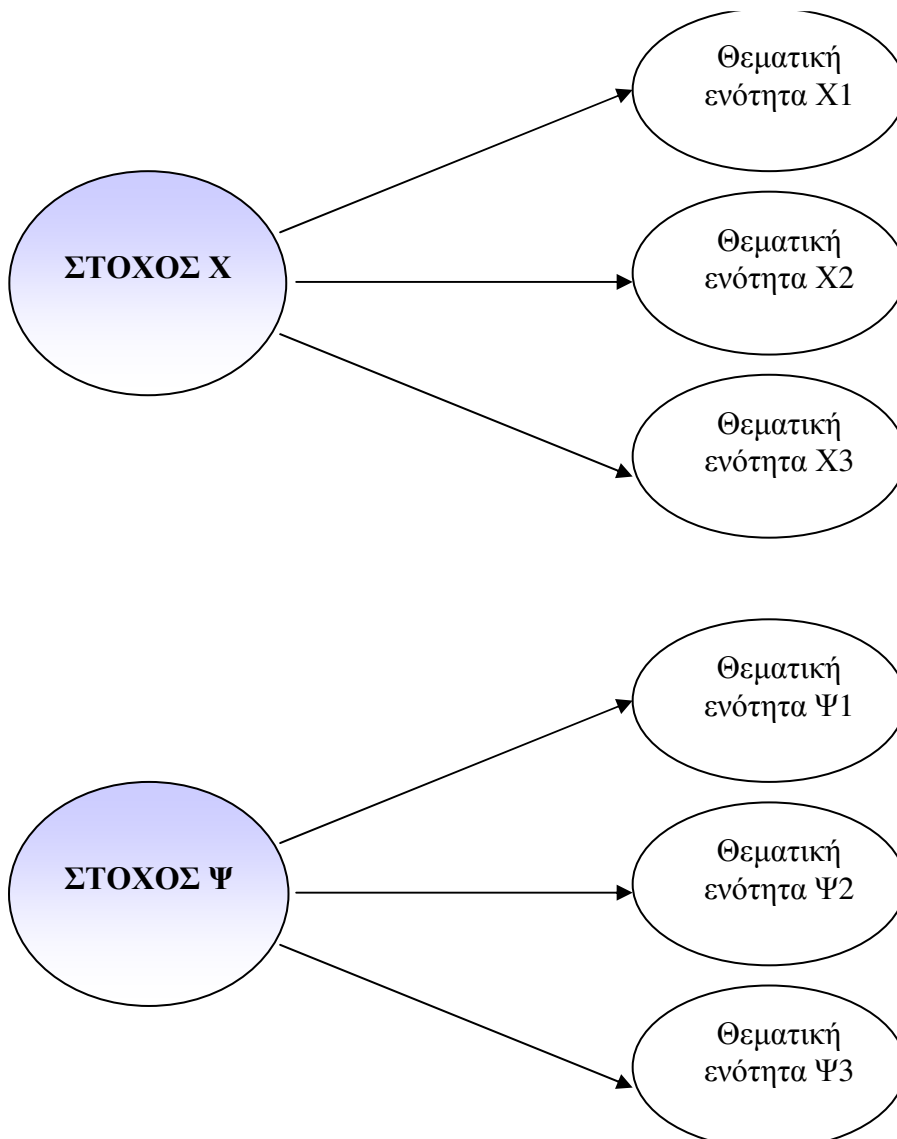 Θεματική
ενότητα Χ1
ΣΤΟΧΟΣ Χ
Θεματική
ενότητα Χ2
Θεματική
ενότητα Χ3
Θεματική
ενότητα Ψ1
ΣΤΟΧΟΣ Ψ
Θεματική
ενότητα Ψ2
Θεματική
ενότητα Ψ3